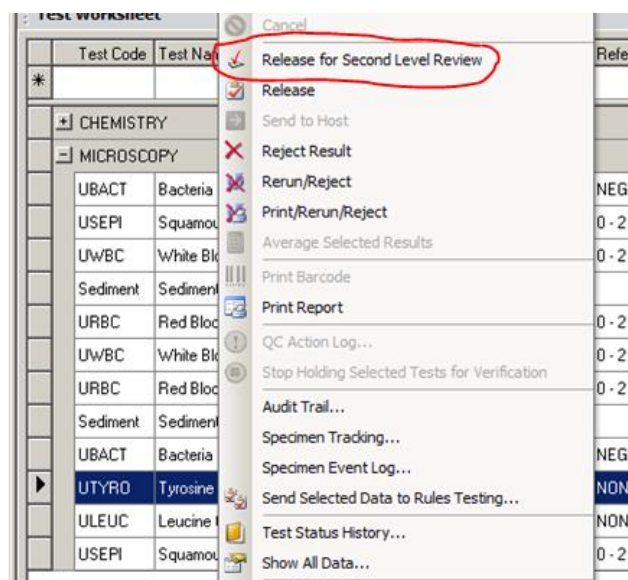 Test Worksheet
Cancel
Test Code Test Name Refe
Release for Second Level Review
Release
CHEMISTRY
Send to Host
MICROSCOPY
Reject Result
UBACT Bacteria NEG
Rerun/Reject
USEPI Squamou 0 - 2
Print/Rerun/Reject
UWBC White Blo 0 - 2
Average Selected Results
Sediment Sediment
Print Barcode
Print Report
URBC Red Bloo 0 - 2
QC Action Log...
UWBC White Blo 0 - 2
Stop Holding Selected Tests for Verification
URBC Red Bloo 0 - 2
Audit Trail...
Sediment Sediment
Specimen Tracking...
UBACT Bacteria NEG
Specimen Event Log...
UTYRO Tyrosine NON
Send Selected Data to Rules Testing...
ULEUC Leucine NON
Test Status History...
USEPI Squamou 0 - 2
Show All Data...